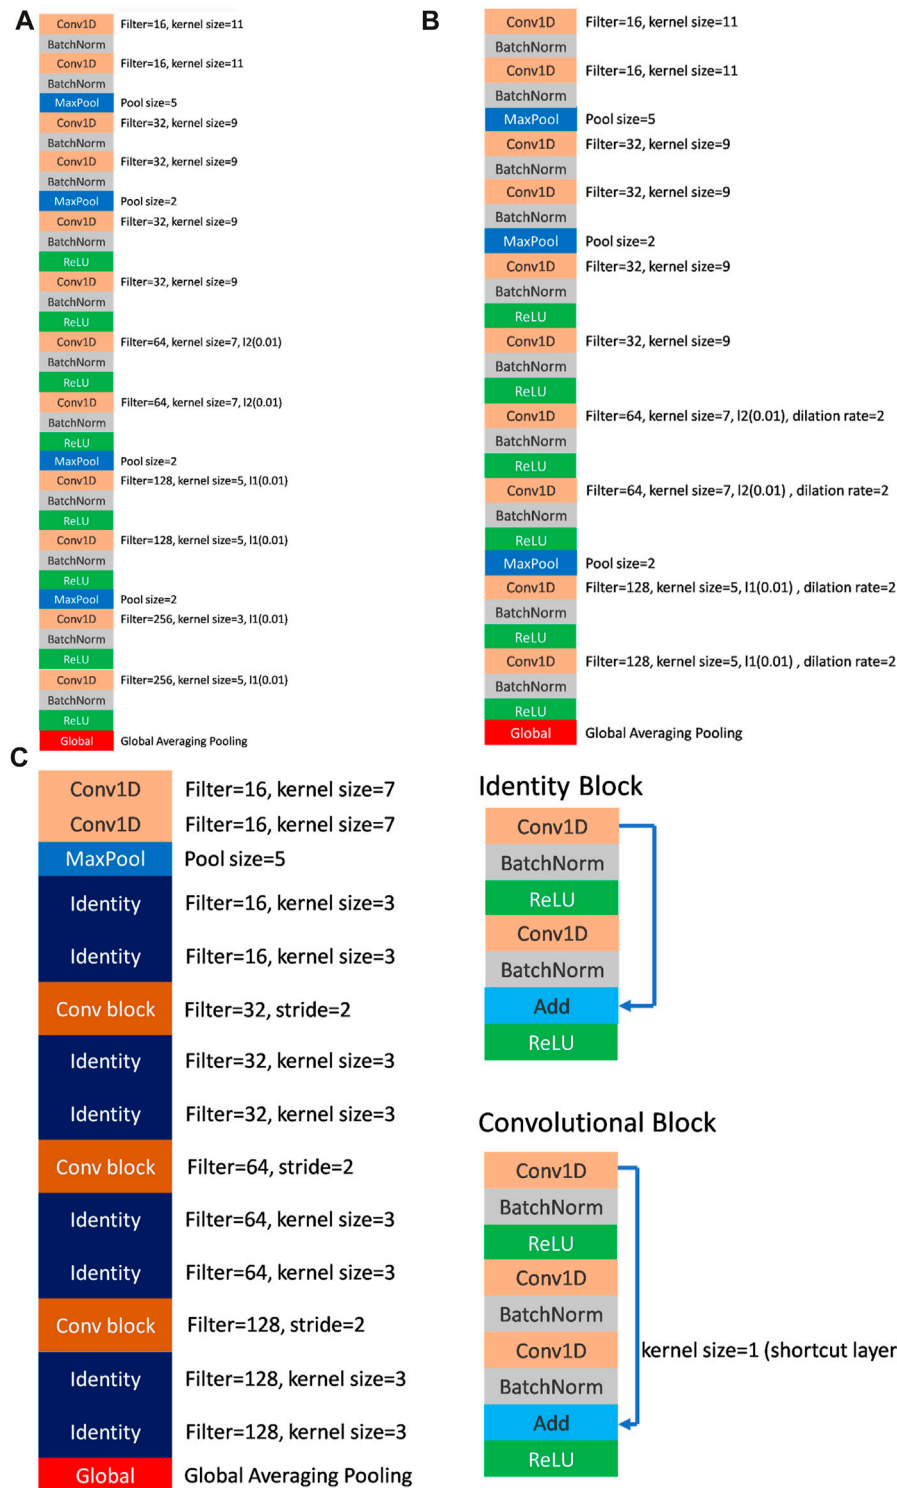 A
Conv1D Filter=16, kernel size=11
BatchNorm
Conv1D Filter=16, kernel size=11
BatchNorm
MaxPool Pool size=5
Conv1D Filter=32, kernel size=9
BatchNorm
Conv1D Filter=32, kernel size=9
BatchNorm
MaxPool Pool size=2
Conv1D Filter=32, kernel size=9
BatchNorm
ReLU
Conv1D Filter=32, kernel size=9
BatchNorm
ReLU
Conv1D Filter=64, kernel size=7, l2(0.01)
BatchNorm
ReLU
Conv1D Filter=64, kernel size=7, l2(0.01)
BatchNorm
ReLU
MaxPool Pool size=2
Conv1D Filter=128, kernel size=5, l1(0.01)
BatchNorm
ReLU
Conv1D Filter=128, kernel size=5, l1(0.01)
BatchNorm
ReLU
MaxPool Pool size=2
Conv1D Filter=256, kernel size=3, l1(0.01)
BatchNorm
ReLU
Conv1D Filter=256, kernel size=5, l1(0.01)
BatchNorm
ReLU
Global Global Averaging Pooling
B
Conv1D Filter=16, kernel size=11
BatchNorm
Conv1D Filter=16, kernel size=11
BatchNorm
MaxPool Pool size=5
Conv1D Filter=32, kernel size=9
BatchNorm
Conv1D Filter=32, kernel size=9
BatchNorm
MaxPool Pool size=2
Conv1D Filter=32, kernel size=9
BatchNorm
ReLU
Conv1D Filter=32, kernel size=9
BatchNorm
ReLU
Conv1D Filter=64, kernel size=7, l2(0.01), dilation rate=2
BatchNorm
ReLU
Conv1D Filter=64, kernel size=7, l2(0.01) , dilation rate=2
BatchNorm
ReLU
MaxPool Pool size=2
Conv1D Filter=128, kernel size=5, l1(0.01) , dilation rate=2
BatchNorm
ReLU
Conv1D Filter=128, kernel size=5, l1(0.01) , dilation rate=2
BatchNorm
ReLU
Global Global Averaging Pooling
C
Conv1D Filter=16, kernel size=7
Conv1D Filter=16, kernel size=7
MaxPool Pool size=5
Identity Filter=16, kernel size=3
Identity Filter=16, kernel size=3
Conv block Filter=32, stride=2
Identity Filter=32, kernel size=3
Identity Filter=32, kernel size=3
Conv block Filter=64, stride=2
Identity Filter=64, kernel size=3
Identity Filter=64, kernel size=3
Conv block Filter=128, stride=2
Identity Filter=128, kernel size=3
Identity Filter=128, kernel size=3
Global Global Averaging Pooling
Identity Block
Conv1D
BatchNorm
ReLU
Conv1D
BatchNorm
Add
ReLU
Convolutional Block
Conv1D
BatchNorm
ReLU
Conv1D
BatchNorm
Conv1D kernel size=1 (shortcut layer
BatchNorm
Add
ReLU